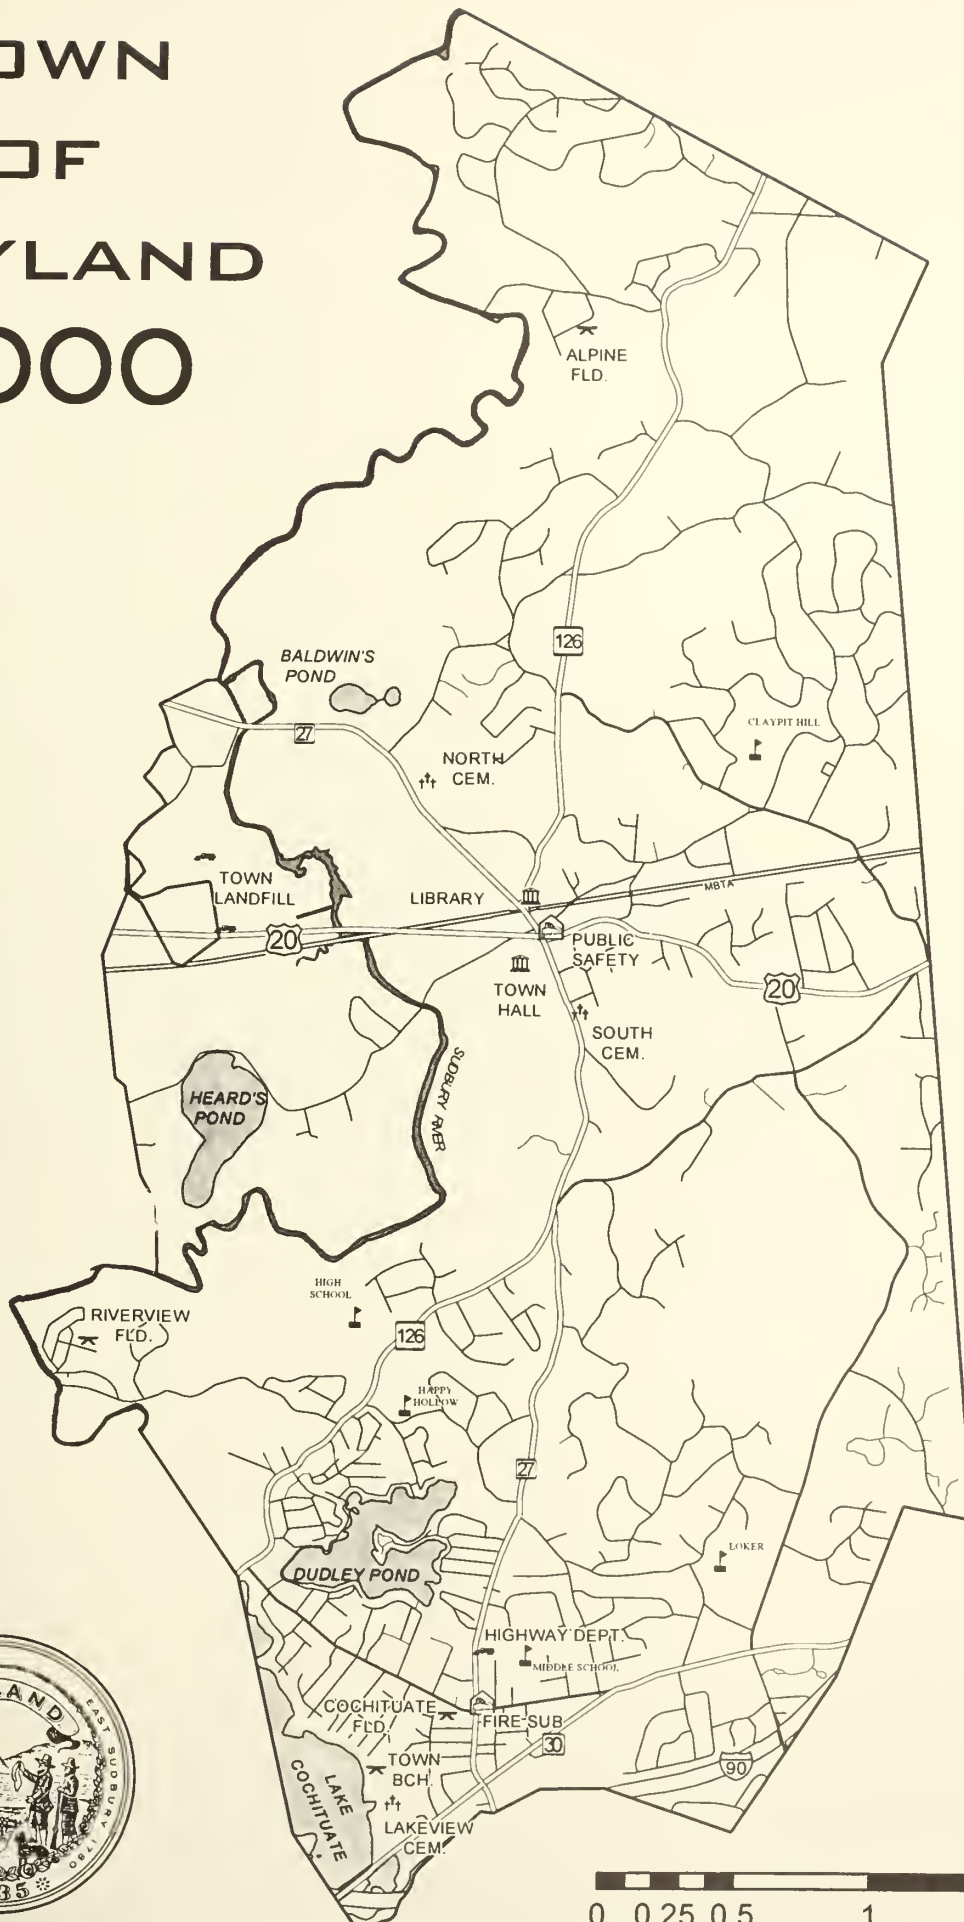 OWN
OF
YLAND
000
ALPINE
FLD.
126
BALDWIN'S
POND
27
CLAYPIT HILL
NORTH
CEM.
TOWN
LANDFILL
LIBRARY
MBTA
20
PUBLIC
SAFETY
TOWN
HALL
20
SOUTH
CEM.
SUDBURY RIVER
HEARD'S
POND
HIGH
SCHOOL
RIVERVIEW
FLD.
126
HAPPY
HOLLOW
27
LOKER
DUDLEY POND
HIGHWAY DEPT.
MIDDLE SCHOOL
COCHITUATE
FLD.
FIRE-SUB
30
TOWN
BCH.
90
LAKE
COCHITUATE
LAKEVIEW
CEM.
LAND
EAST SUDBURY 1780
35
0 0.25 0.5 1